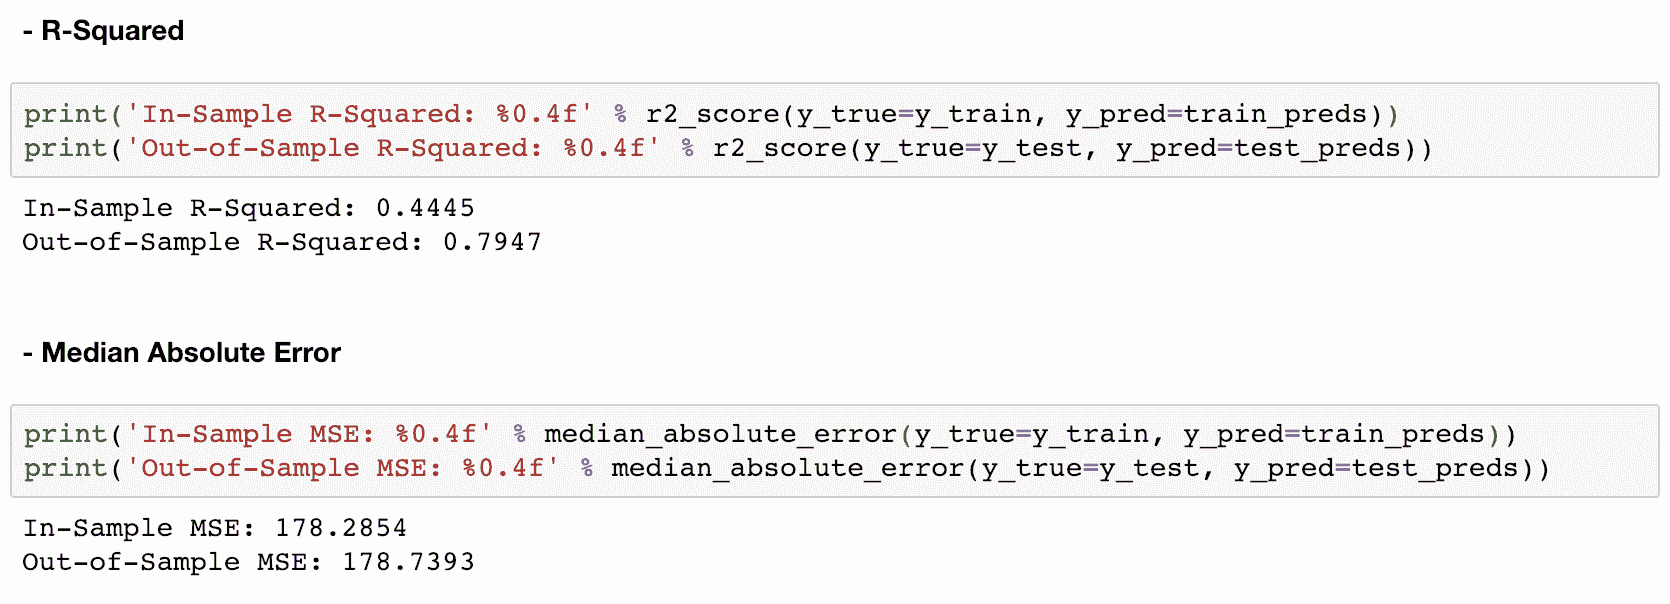 - R-Squared
print('In-Sample R-Squared: %0.4f' % r2_score(y_true=y_train, y_pred=train_preds))
print('Out-of-Sample R-Squared: %0.4f' % r2_score(y_true=y_test, y_pred=test_preds))
In-Sample R-Squared: 0.4445
Out-of-Sample R-Squared: 0.7947
- Median Absolute Error
print('In-Sample MSE: %0.4f' % median_absolute_error(y_true=y_train, y_pred=train_preds))
print('Out-of-Sample MSE: %0.4f' % median_absolute_error(y_true=y_test, y_pred=test_preds))
In-Sample MSE: 178.2854
Out-of-Sample MSE: 178.7393